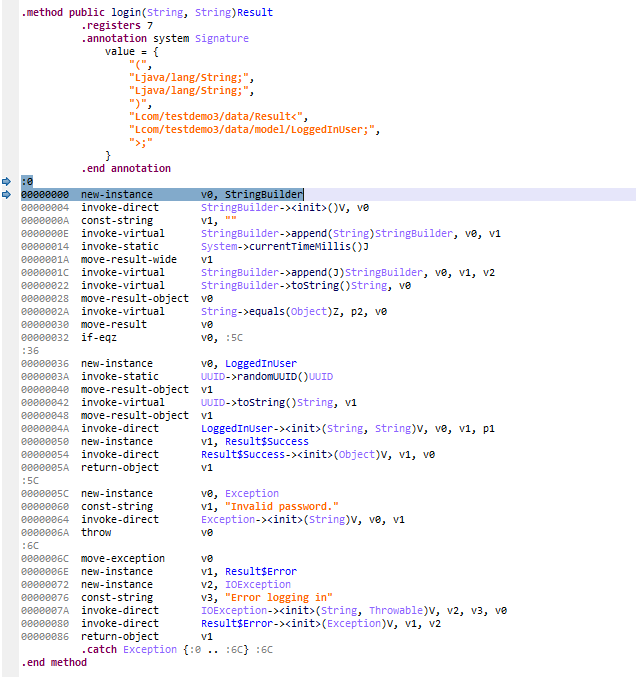 .method public login(String, String)Result
.registers 7
.annotation system Signature
value = {
"(",
"Ljava/lang/String;",
"Ljava/lang/String;",
")",
"Lcom/testdemo3/data/Result<",
"Lcom/testdemo3/data/model/LoggedInUser;",
">;"
}
.end annotation
:0
00000000 new-instance v0, StringBuilder
00000004 invoke-direct StringBuilder-><init>()V, v0
0000000A const-string v1, ""
0000000E invoke-virtual StringBuilder->append(String)StringBuilder, v0, v1
00000014 invoke-static System->currentTimeMillis()J
0000001A move-result-wide v1
0000001C invoke-virtual StringBuilder->append(J)StringBuilder, v0, v1, v2
00000022 invoke-virtual StringBuilder->toString()String, v0
00000028 move-result-object v0
0000002A invoke-virtual String->equals(Object)Z, p2, v0
00000030 move-result v0
00000032 if-eqz v0, :5C
:36
00000036 new-instance v0, LoggedInUser
0000003A invoke-static UUID->randomUUID()UUID
00000040 move-result-object v1
00000042 invoke-virtual UUID->toString()String, v1
00000048 move-result-object v1
0000004A invoke-direct LoggedInUser-><init>(String, String)V, v0, v1, p1
00000050 new-instance v1, Result$Success
00000054 invoke-direct Result$Success-><init>(Object)V, v1, v0
0000005A return-object v1
:5C
0000005C new-instance v0, Exception
00000060 const-string v1, "Invalid password."
00000064 invoke-direct Exception-><init>(String)V, v0, v1
0000006A throw v0
:6C
0000006C move-exception v0
0000006E new-instance v1, Result$Error
00000072 new-instance v2, IOException
00000076 const-string v3, "Error logging in"
0000007A invoke-direct IOException-><init>(String, Throwable)V, v2, v3, v0
00000080 invoke-direct Result$Error-><init>(Exception)V, v1, v2
00000086 return-object v1
.catch Exception {:0 .. :6C} :6C
.end method